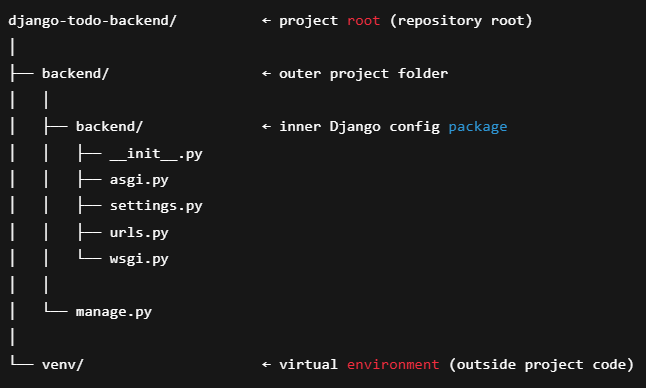 django-todo-backend/          ← project root (repository root)
│
├── backend/                  ← outer project folder
│   │
│   ├── backend/              ← inner Django config package
│   │   ├── __init__.py
│   │   ├── asgi.py
│   │   ├── settings.py
│   │   ├── urls.py
│   │   └── wsgi.py
│   │
│   └── manage.py
│
└── venv/                     ← virtual environment (outside project code)